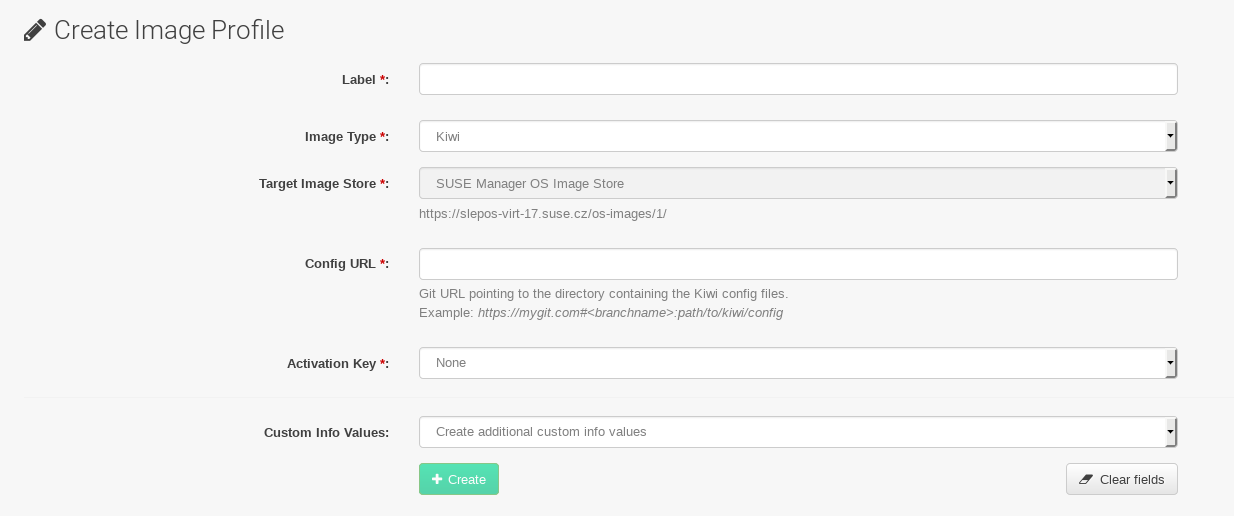 Create Image Profile
Label *:
Image Type *:
Kiwi
Target Image Store *:
SUSE Manager OS Image Store
https://slepos-virt-17.suse.cz/os-images/1/
Config URL *:
Git URL pointing to the directory containing the Kiwi config files.
Example: https://mygit.com#<branchname>:path/to/kiwi/config
Activation Key *:
None
Custom Info Values:
Create additional custom info values
Create
Clear fields